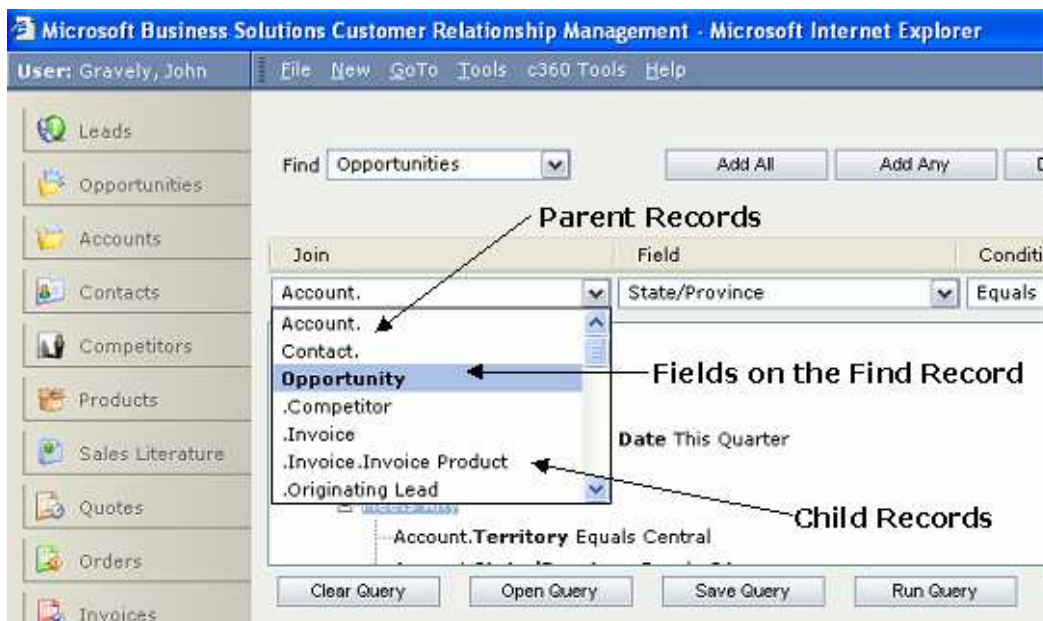 Microsoft Business Solutions Customer Relationship Management - Microsoft Internet Explorer
User: Gravely, John
File New GoTo Tools c360 Tools Help
Leads
Opportunities
Accounts
Contacts
Competitors
Products
Sales Literature
Quotes
Orders
Invoices
Find Opportunities
Add All
Add Any
Parent Records
Join
Field
Conditi
Account.
State/Province
Equals
Account.
Contact.
Opportunity
.Competitor
.Invoice
.Invoice.Invoice Product
.Originating Lead
Fields on the Find Record
Date This Quarter
Child Records
Account.Territory Equals Central
Clear Query
Open Query
Save Query
Run Query